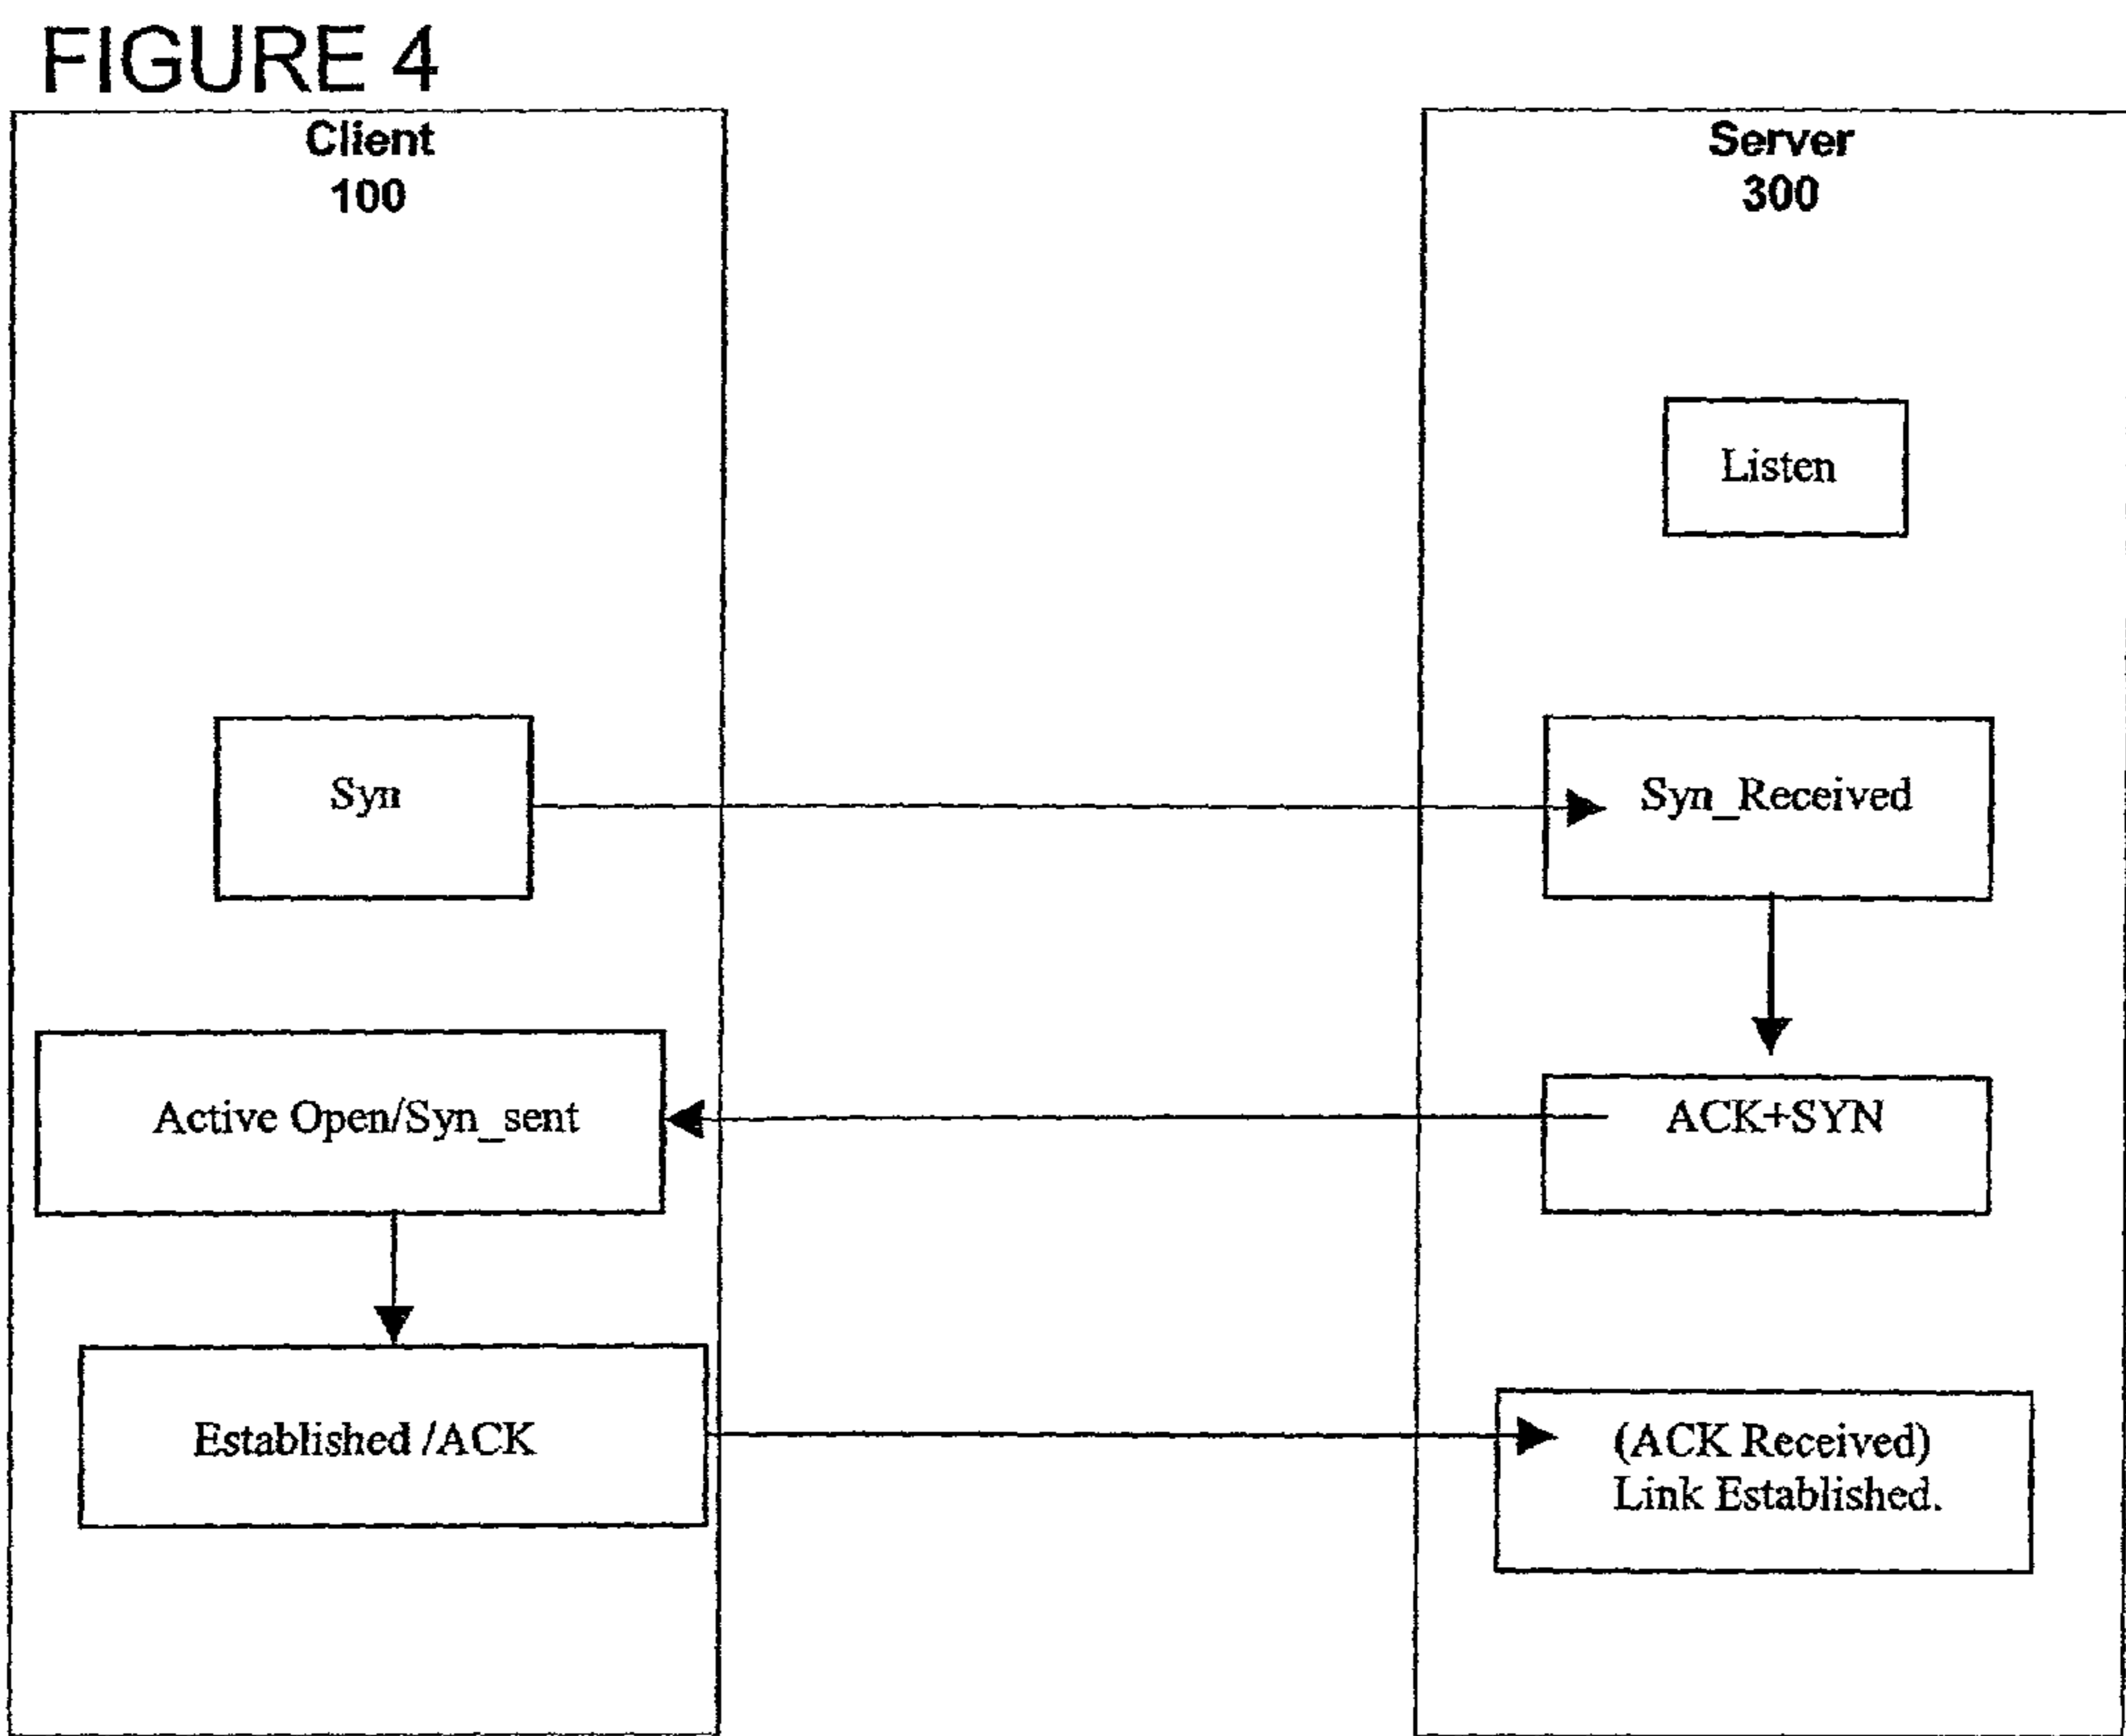 FIGURE 4
Client
100
Server
300
Listen
Syn
Syn_Received
Active Open/Syn_sent
ACK+SYN
Established /ACK
(ACK Received)
Link Established.